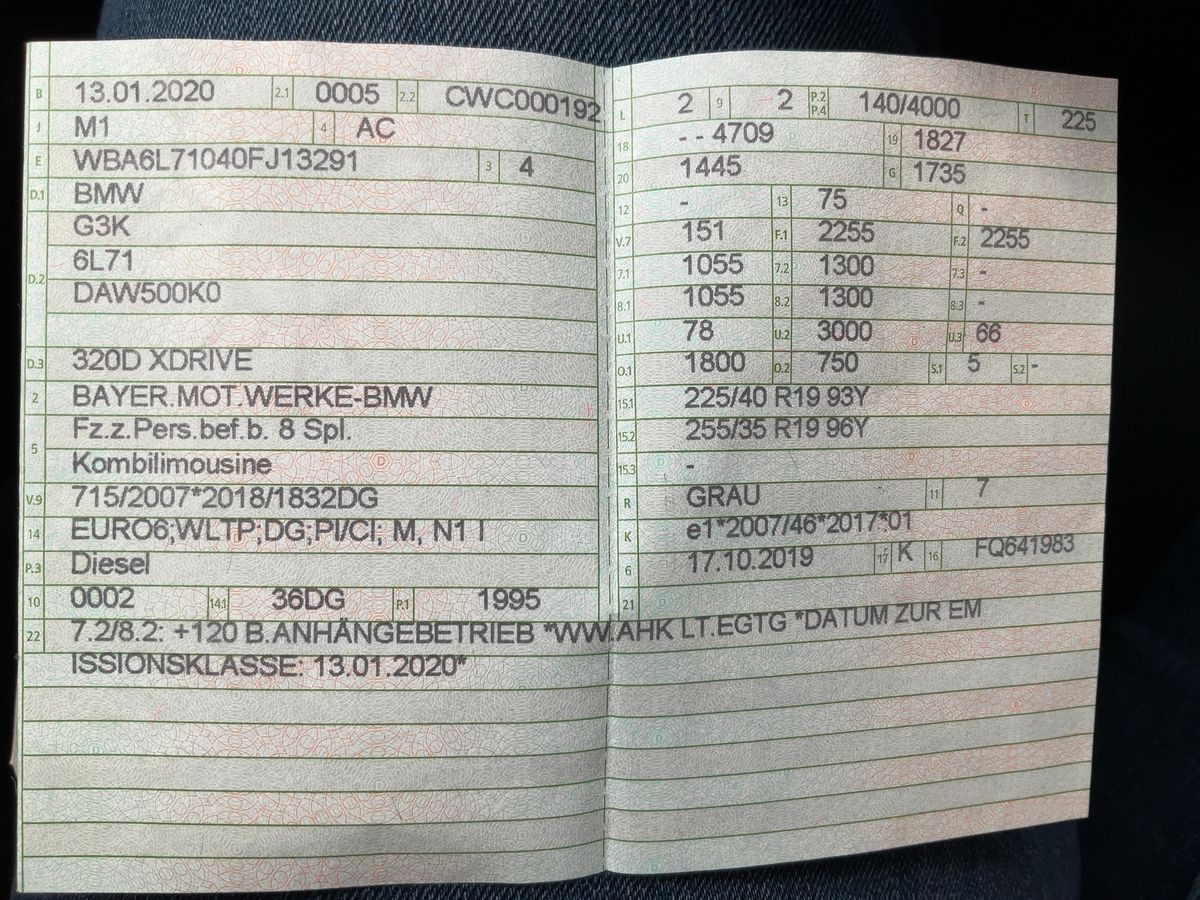 B 13.01.2020 2.1 0005 2.2 CWC000192
J M1 4 AC
E WBA6L71040FJ13291 3 4
D.1 BMW
G3K
D.2 6L71
DAW500K0
D.3 320D XDRIVE
2 BAYER.MOT.WERKE-BMW
5 Fz.z.Pers.bef.b. 8 Spl.
Kombilimousine
V.9 715/2007*2018/1832DG
14 EURO6;WLTP;DG;PI/CI; M, N1 I
P.3 Diesel
10 0002 14.1 36DG P.1 1995
L 2 9 2 P.2 P.4 140/4000 T 225
18 - - 4709 19 1827
20 1445 G 1735
12 - 13 75 Q -
V.7 151 F.1 2255 F.2 2255
7.1 1055 7.2 1300 7.3 -
8.1 1055 8.2 1300 8.3 -
U.1 78 U.2 3000 U.3 66
O.1 1800 O.2 750 S.1 5 S.2 -
15.1 225/40 R19 93Y
15.2 255/35 R19 96Y
15.3 -
R GRAU 11 7
K e1*2007/46*2017*01
6 17.10.2019 17 K 16 FQ641983
21
22 7.2/8.2: +120 B.ANHÄNGEBETRIEB *WW.AHK LT.EGTG *DATUM ZUR EM
ISSIONSKLASSE: 13.01.2020*